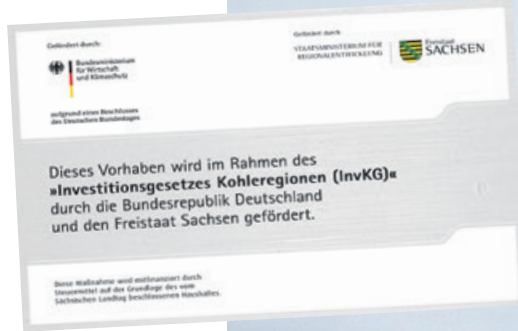 Gefördert durch:
Bundesministerium
für Wirtschaft
und Klimaschutz
aufgrund eines Beschlusses
des Deutschen Bundestages
Gefördert durch
STAATSMINISTERIUM FÜR
REGIONALENTWICKLUNG
Freistaat
SACHSEN
Dieses Vorhaben wird im Rahmen des
»Investitionsgesetzes Kohleregionen (InvKG)«
durch die Bundesrepublik Deutschland
und den Freistaat Sachsen gefördert.
Diese Maßnahme wird mitfinanziert durch
Steuermittel auf der Grundlage des vom
Sächsischen Landtag beschlossenen Haushaltes.